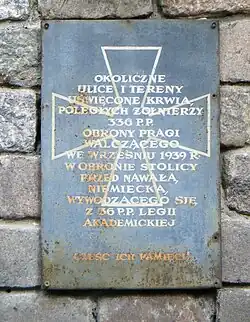 OKOLICZNE
ULICE I TERENY
UŚWIĘCONE KRWIĄ
POLEGŁYCH ŻOŁNIERZY
336 P.P.
OBRONY PRAGI
WALCZĄCEGO
WE WRZEŚNIU 1939 R.
W OBRONIE STOLICY
PRZED NAWAŁĄ
NIEMIECKĄ,
WYWODZĄCEGO SIĘ
Z 36 P.P. LEGII
AKADEMICKIEJ
CZEŚĆ ICH PAMIĘCI